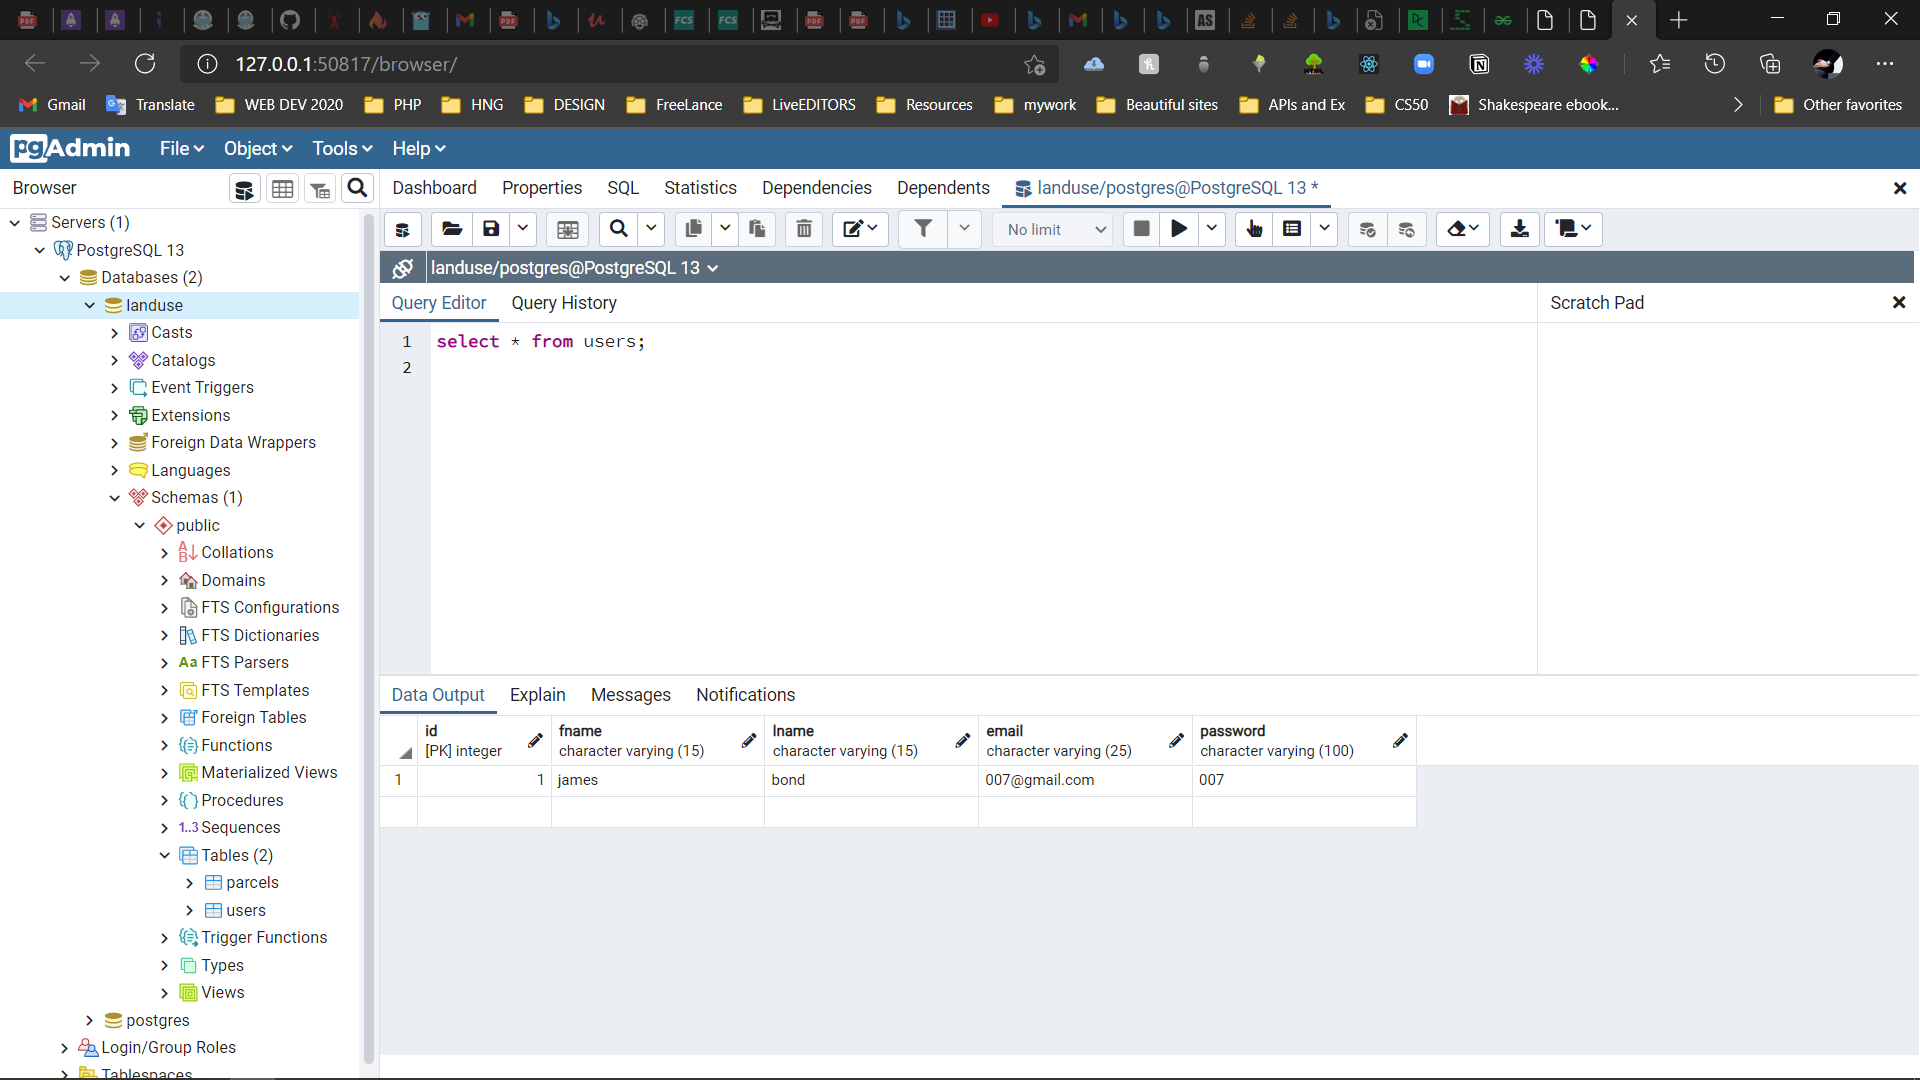 127.0.0.1:50817/browser/
Gmail Translate WEB DEV 2020 PHP HNG DESIGN FreeLance LiveEDITORS Resources mywork Beautiful sites APIs and Ex CS50 Shakespeare ebook... Other favorites
pgAdmin File Object Tools Help
Browser Dashboard Properties SQL Statistics Dependencies Dependents landuse/postgres@PostgreSQL 13 *
No limit
landuse/postgres@PostgreSQL 13
Query Editor Query History Scratch Pad
1 select * from users;
2
Servers (1)
PostgreSQL 13
Databases (2)
landuse
Casts
Catalogs
Event Triggers
Extensions
Foreign Data Wrappers
Languages
Schemas (1)
public
Collations
Domains
FTS Configurations
FTS Dictionaries
Aa FTS Parsers
FTS Templates
Foreign Tables
Functions
Materialized Views
Procedures
1..3 Sequences
Tables (2)
parcels
users
Trigger Functions
Types
Views
postgres
Login/Group Roles
Tablespaces
Data Output Explain Messages Notifications
id fname lname email password
[PK] integer character varying (15) character varying (15) character varying (25) character varying (100)
1 1 james bond 007@gmail.com 007